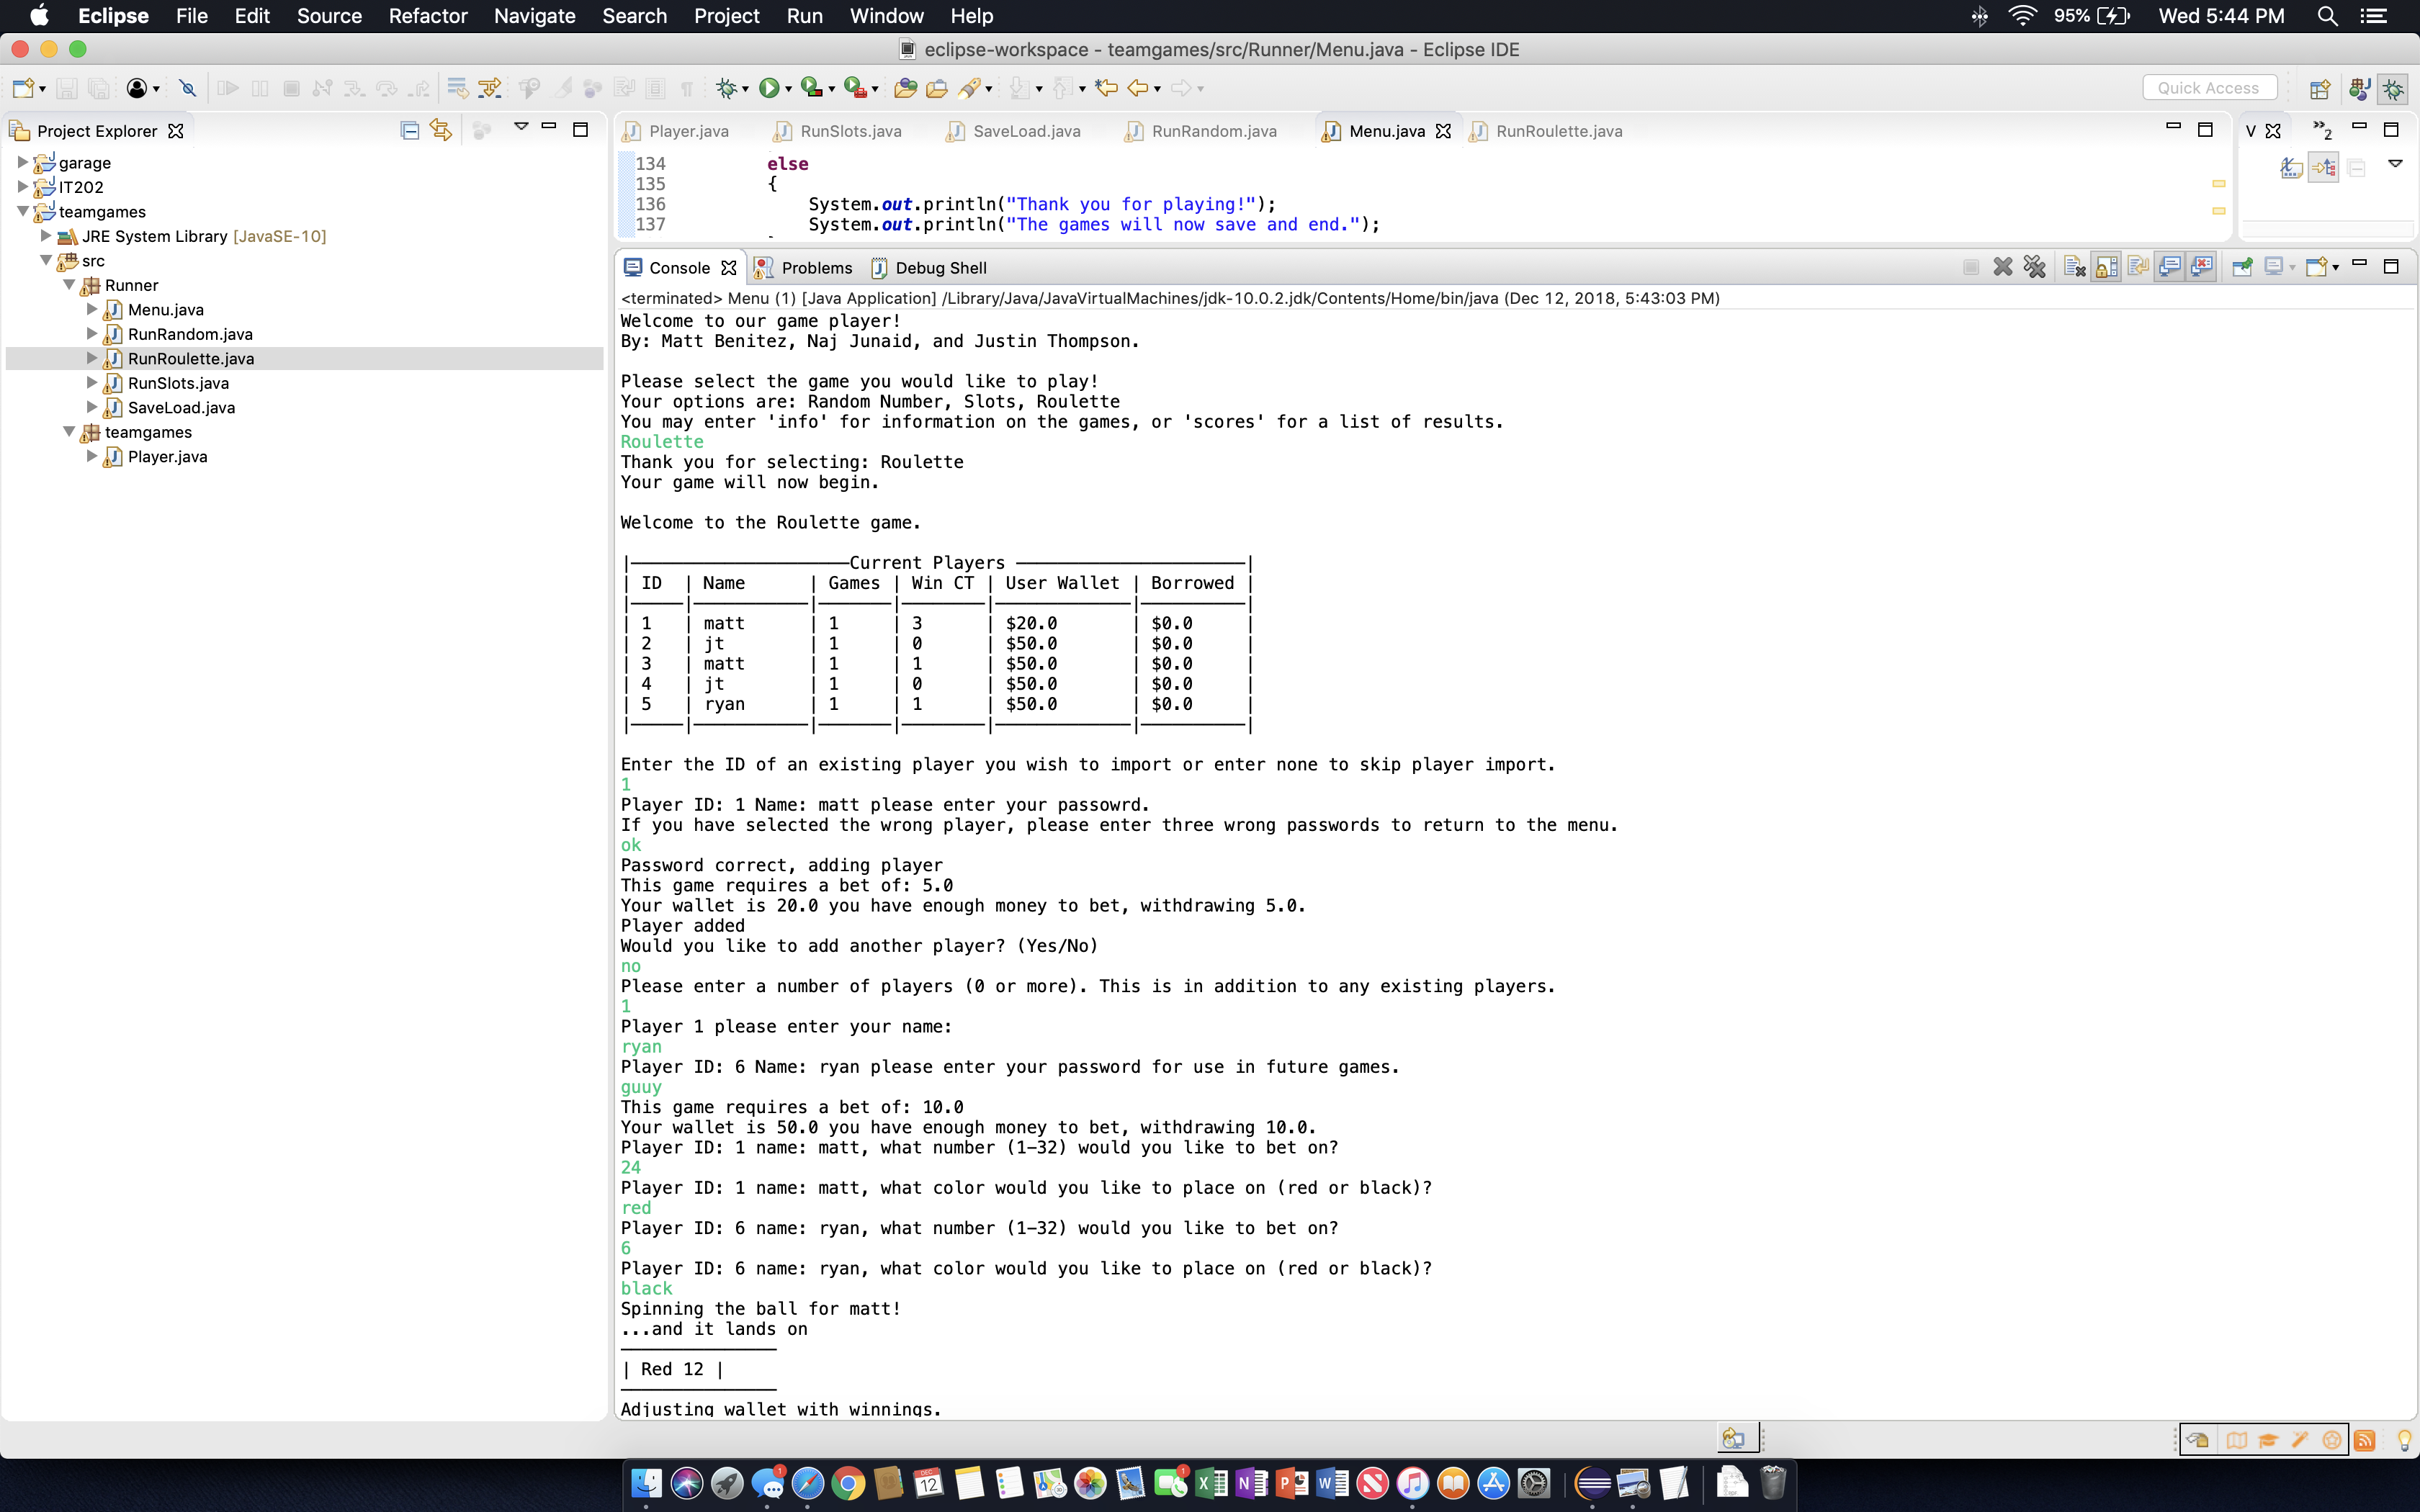 Eclipse File Edit Source Refactor Navigate Search Project Run Window Help 95% Wed 5:44 PM
eclipse-workspace - teamgames/src/Runner/Menu.java - Eclipse IDE
Quick Access
Project Explorer
garage
IT202
teamgames
JRE System Library [JavaSE-10]
src
Runner
Menu.java
RunRandom.java
RunRoulette.java
RunSlots.java
SaveLoad.java
teamgames
Player.java
Player.java RunSlots.java SaveLoad.java RunRandom.java Menu.java RunRoulette.java V 2
134 else
135 {
136 System.out.println("Thank you for playing!");
137 System.out.println("The games will now save and end.");
Console Problems Debug Shell
<terminated> Menu (1) [Java Application] /Library/Java/JavaVirtualMachines/jdk-10.0.2.jdk/Contents/Home/bin/java (Dec 12, 2018, 5:43:03 PM)
Welcome to our game player!
By: Matt Benitez, Naj Junaid, and Justin Thompson.
Please select the game you would like to play!
Your options are: Random Number, Slots, Roulette
You may enter 'info' for information on the games, or 'scores' for a list of results.
Roulette
Thank you for selecting: Roulette
Your game will now begin.
Welcome to the Roulette game.
|—————————————————————Current Players ——————————————————————|
| ID | Name | Games | Win CT | User Wallet | Borrowed |
| 1 | matt | 1 | 3 | $20.0 | $0.0 |
| 2 | jt | 1 | 0 | $50.0 | $0.0 |
| 3 | matt | 1 | 1 | $50.0 | $0.0 |
| 4 | jt | 1 | 0 | $50.0 | $0.0 |
| 5 | ryan | 1 | 1 | $50.0 | $0.0 |
Enter the ID of an existing player you wish to import or enter none to skip player import.
1
Player ID: 1 Name: matt please enter your passowrd.
If you have selected the wrong player, please enter three wrong passwords to return to the menu.
ok
Password correct, adding player
This game requires a bet of: 5.0
Your wallet is 20.0 you have enough money to bet, withdrawing 5.0.
Player added
Would you like to add another player? (Yes/No)
no
Please enter a number of players (0 or more). This is in addition to any existing players.
1
Player 1 please enter your name:
ryan
Player ID: 6 Name: ryan please enter your password for use in future games.
guuy
This game requires a bet of: 10.0
Your wallet is 50.0 you have enough money to bet, withdrawing 10.0.
Player ID: 1 name: matt, what number (1-32) would you like to bet on?
24
Player ID: 1 name: matt, what color would you like to place on (red or black)?
red
Player ID: 6 name: ryan, what number (1-32) would you like to bet on?
6
Player ID: 6 name: ryan, what color would you like to place on (red or black)?
black
Spinning the ball for matt!
...and it lands on
| Red 12 |
Adjusting wallet with winnings.